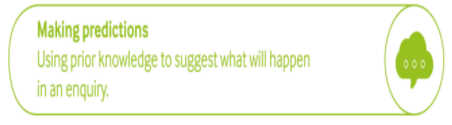 Making predictions
Using prior knowledge to suggest what will happen
in an enquiry.